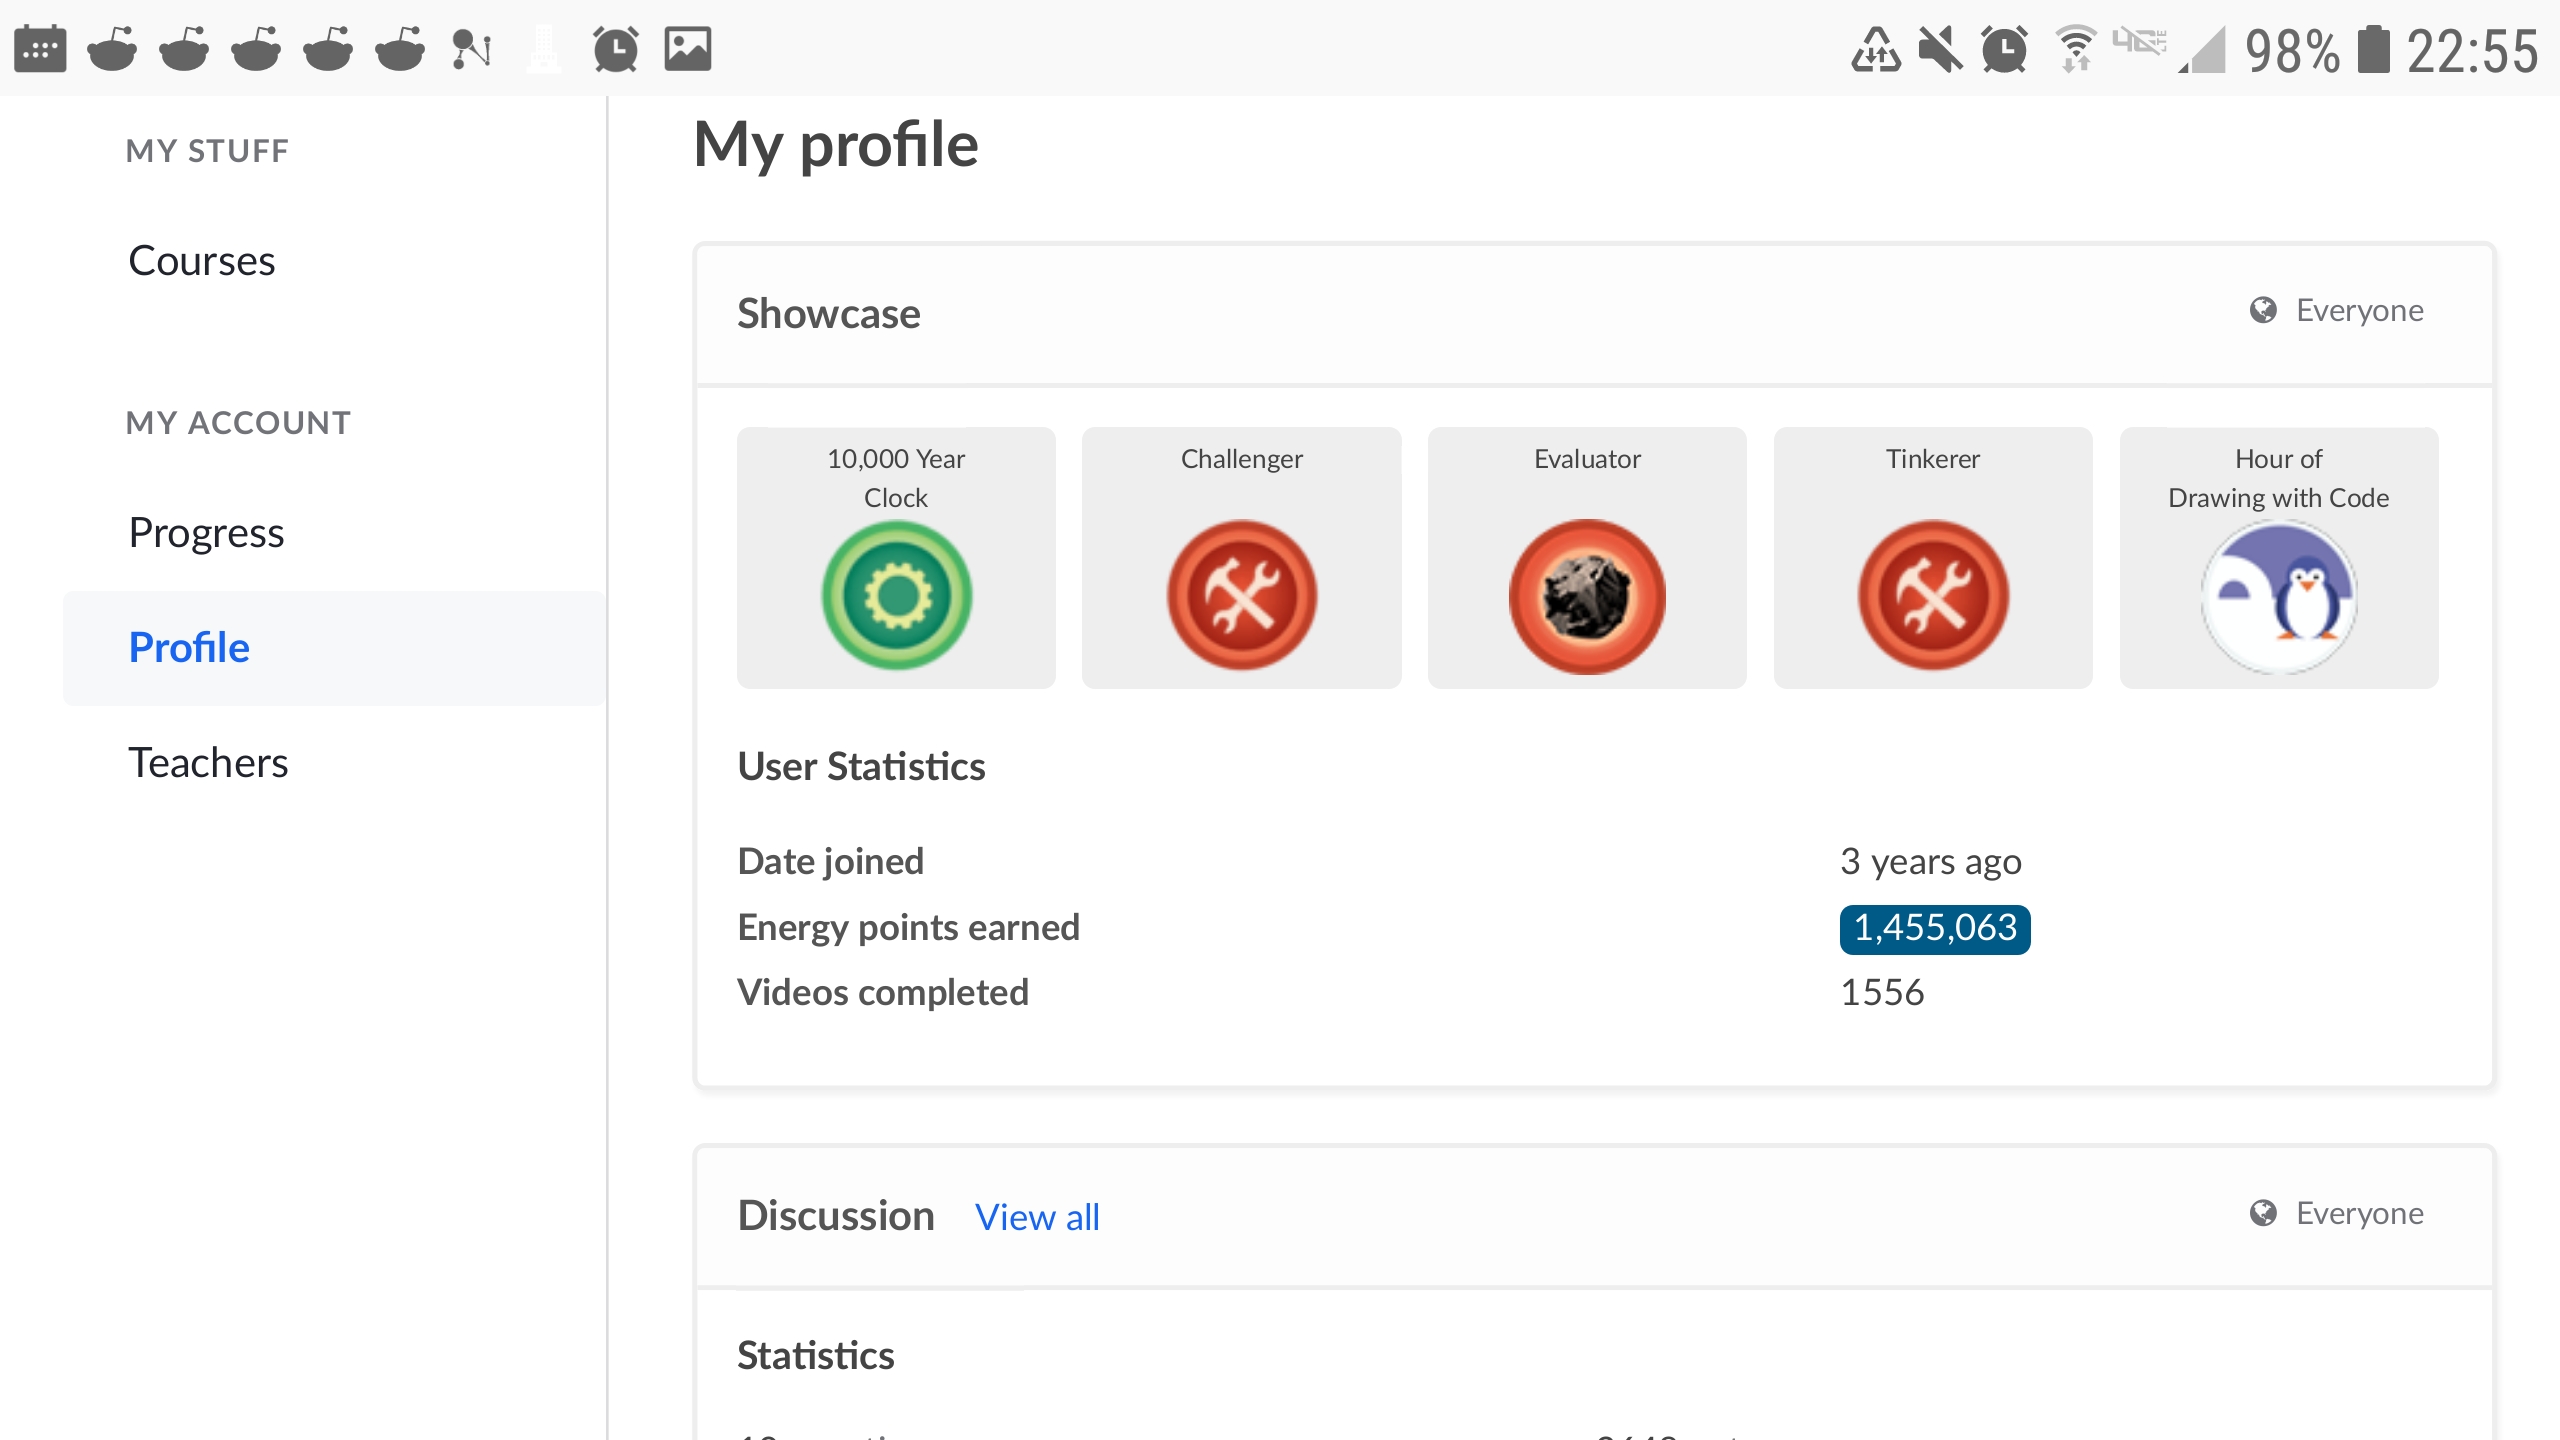 98% 22:55
MY STUFF
Courses
MY ACCOUNT
Progress
Profile
Teachers
My profile
Showcase
Everyone
10,000 Year
Clock
Challenger
Evaluator
Tinkerer
Hour of
Drawing with Code
User Statistics
Date joined 3 years ago
Energy points earned 1,455,063
Videos completed 1556
Discussion View all
Everyone
Statistics